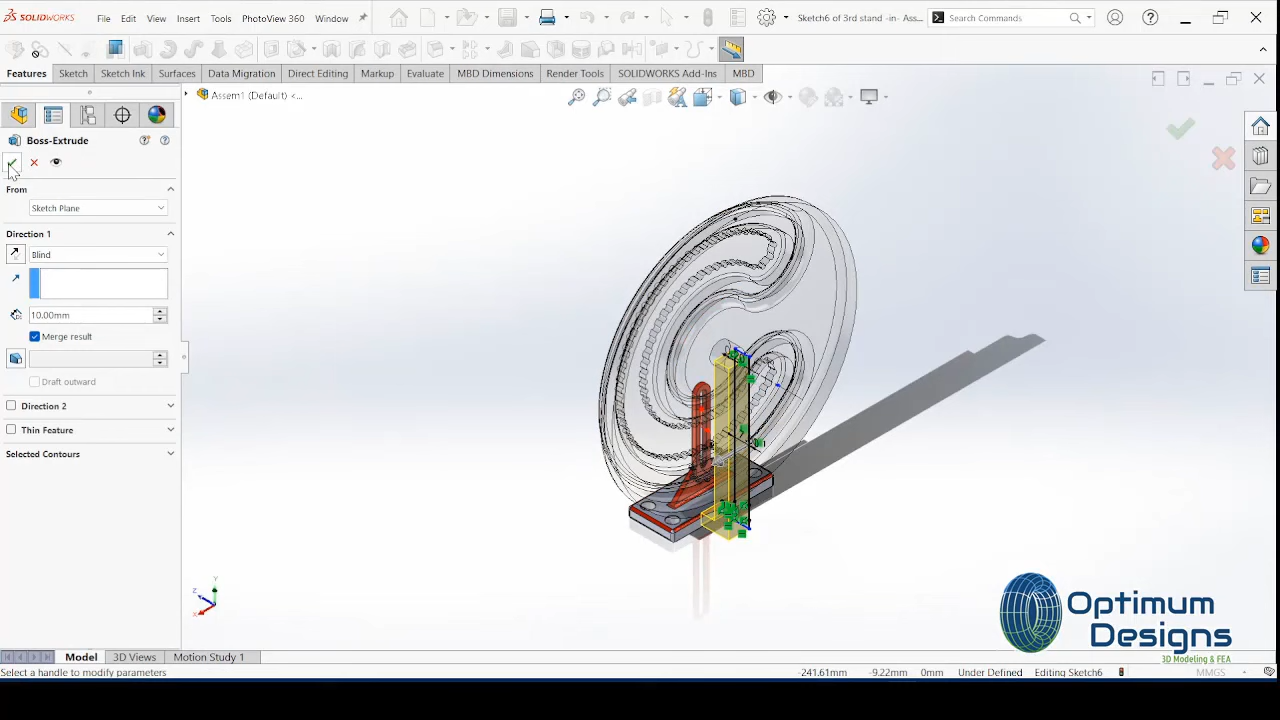 SOLIDWORKS File Edit View Insert Tools PhotoView 360 Window Sketch6 of 3rd stand -in- Ass... Search Commands
Features Sketch Sketch Ink Surfaces Data Migration Direct Editing Markup Evaluate MBD Dimensions Render Tools SOLIDWORKS Add-Ins MBD
Assem1 (Default) <...
Boss-Extrude
From
Sketch Plane
Direction 1
Blind
10.00mm
Merge result
Draft outward
Direction 2
Thin Feature
Selected Contours
Y
Z
X
Optimum
Designs
3D Modeling & FEA
Model 3D Views Motion Study 1
Select a handle to modify parameters -241.61mm -9.22mm 0mm Under Defined Editing Sketch6 MMGS